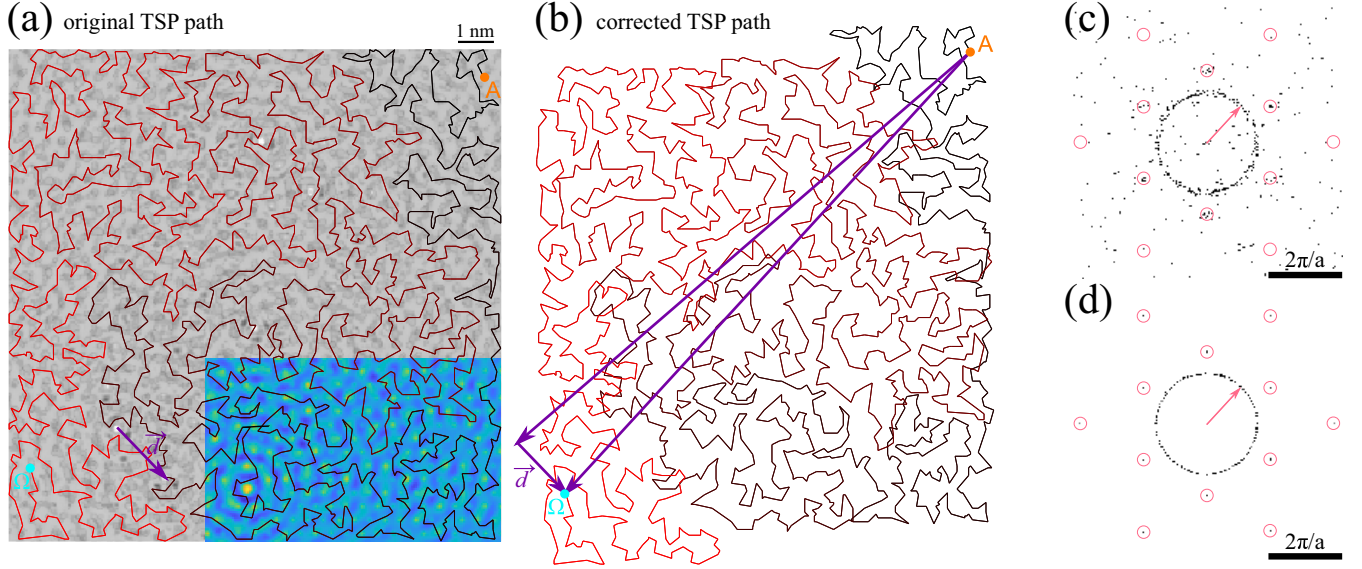 (a) original TSP path
1 nm
A
d
Ω
(b) corrected TSP path
A
d
Ω
(c)
2π/a
(d)
2π/a